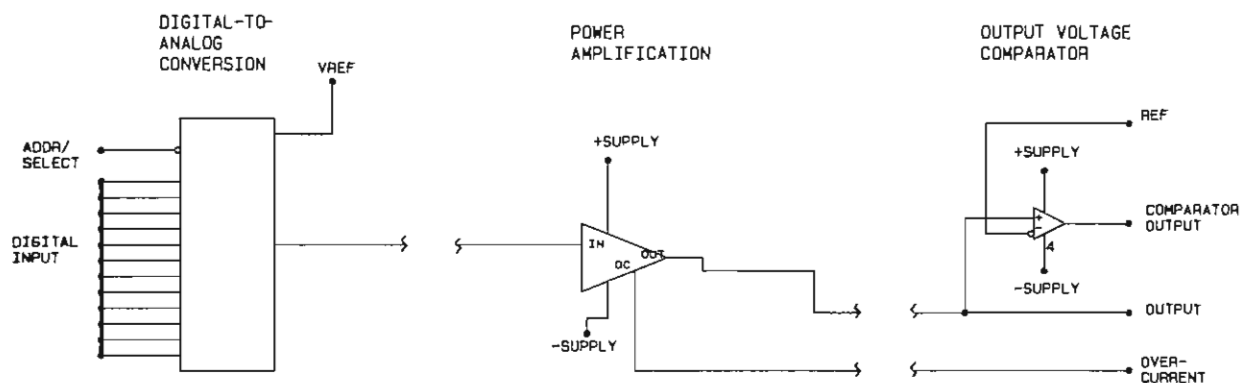 DIGITAL-TO-
ANALOG
CONVERSION
VREF
POWER
AMPLIFICATION
OUTPUT VOLTAGE
COMPARATOR
ADDR/
SELECT
DIGITAL
INPUT
+SUPPLY
IN
OUT
OC
-SUPPLY
REF
+SUPPLY
+
-
4
COMPARATOR
OUTPUT
-SUPPLY
OUTPUT
OVER-
CURRENT